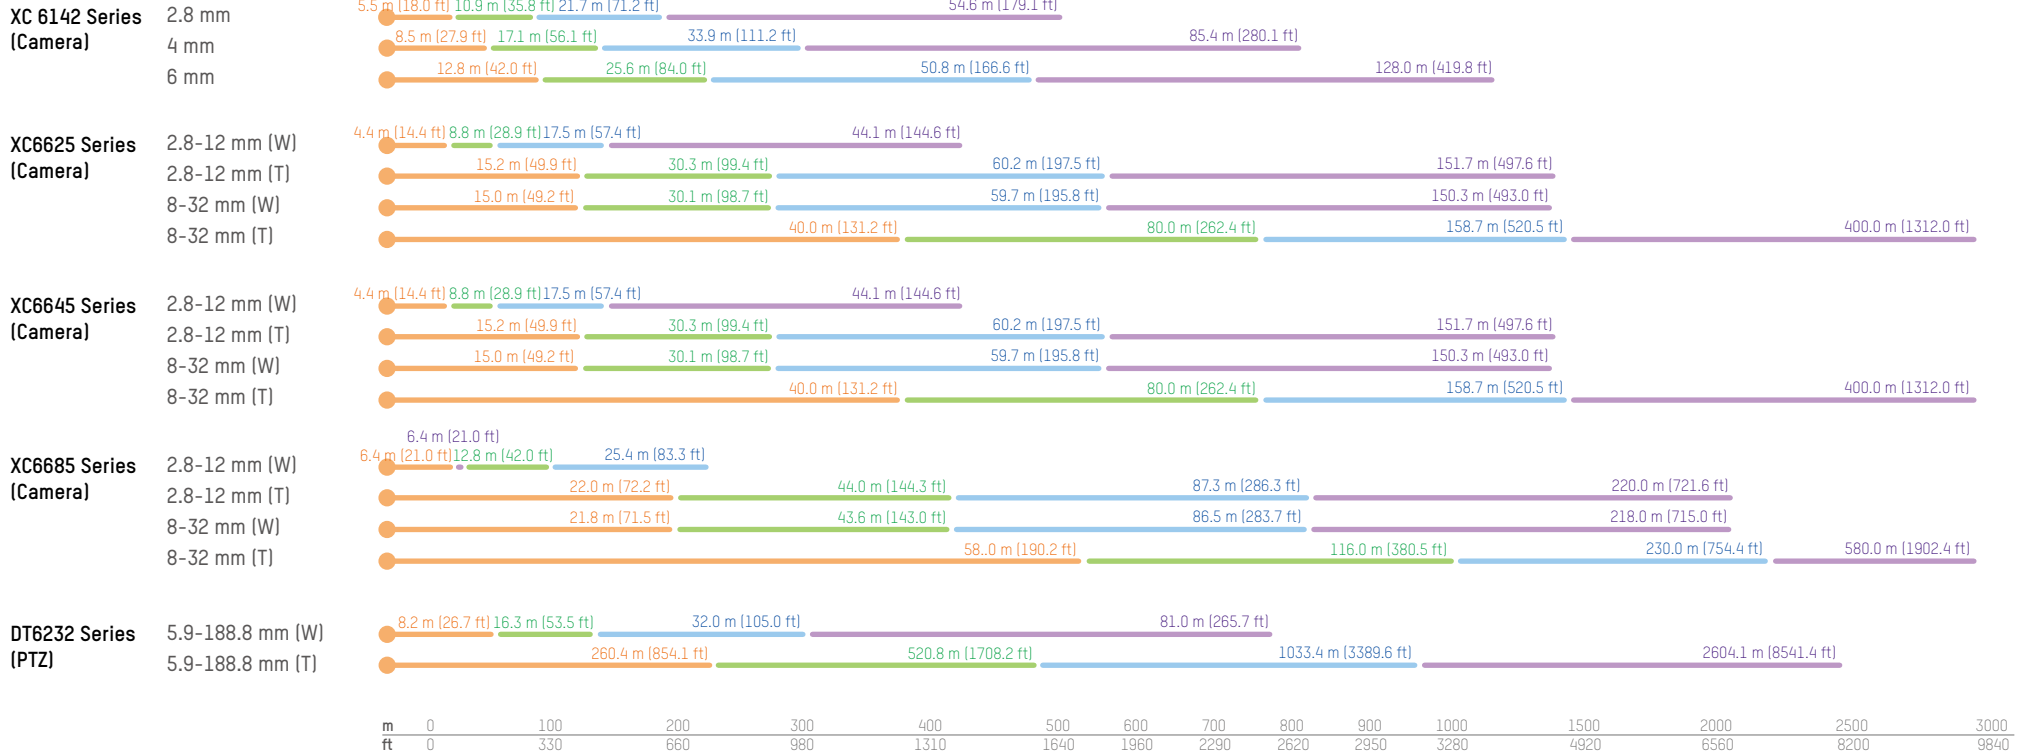 XC 6142 Series 2.8 mm 5.5 m (18.0 ft) 10.9 m (35.8 ft) 21.7 m (71.2 ft) 54.6 m (179.1 ft)
(Camera) 4 mm 8.5 m (27.9 ft) 17.1 m (56.1 ft) 33.9 m (111.2 ft) 85.4 m (280.1 ft)
6 mm 12.8 m (42.0 ft) 25.6 m (84.0 ft) 50.8 m (166.6 ft) 128.0 m (419.8 ft)
XC6625 Series 2.8-12 mm (W) 4.4 m (14.4 ft) 8.8 m (28.9 ft) 17.5 m (57.4 ft) 44.1 m (144.6 ft)
(Camera) 2.8-12 mm (T) 15.2 m (49.9 ft) 30.3 m (99.4 ft) 60.2 m (197.5 ft) 151.7 m (497.6 ft)
8-32 mm (W) 15.0 m (49.2 ft) 30.1 m (98.7 ft) 59.7 m (195.8 ft) 150.3 m (493.0 ft)
8-32 mm (T) 40.0 m (131.2 ft) 80.0 m (262.4 ft) 158.7 m (520.5 ft) 400.0 m (1312.0 ft)
XC6645 Series 2.8-12 mm (W) 4.4 m (14.4 ft) 8.8 m (28.9 ft) 17.5 m (57.4 ft) 44.1 m (144.6 ft)
(Camera) 2.8-12 mm (T) 15.2 m (49.9 ft) 30.3 m (99.4 ft) 60.2 m (197.5 ft) 151.7 m (497.6 ft)
8-32 mm (W) 15.0 m (49.2 ft) 30.1 m (98.7 ft) 59.7 m (195.8 ft) 150.3 m (493.0 ft)
8-32 mm (T) 40.0 m (131.2 ft) 80.0 m (262.4 ft) 158.7 m (520.5 ft) 400.0 m (1312.0 ft)
6.4 m (21.0 ft)
XC6685 Series 2.8-12 mm (W) 6.4 m (21.0 ft) 12.8 m (42.0 ft) 25.4 m (83.3 ft)
(Camera) 2.8-12 mm (T) 22.0 m (72.2 ft) 44.0 m (144.3 ft) 87.3 m (286.3 ft) 220.0 m (721.6 ft)
8-32 mm (W) 21.8 m (71.5 ft) 43.6 m (143.0 ft) 86.5 m (283.7 ft) 218.0 m (715.0 ft)
8-32 mm (T) 58..0 m (190.2 ft) 116.0 m (380.5 ft) 230.0 m (754.4 ft) 580.0 m (1902.4 ft)
DT6232 Series 5.9-188.8 mm (W) 8.2 m (26.7 ft) 16.3 m (53.5 ft) 32.0 m (105.0 ft) 81.0 m (265.7 ft)
(PTZ) 5.9-188.8 mm (T) 260.4 m (854.1 ft) 520.8 m (1708.2 ft) 1033.4 m (3389.6 ft) 2604.1 m (8541.4 ft)
m 0 100 200 300 400 500 600 700 800 900 1000 1500 2000 2500 3000
ft 0 330 660 980 1310 1640 1960 2290 2620 2950 3280 4920 6560 8200 9840